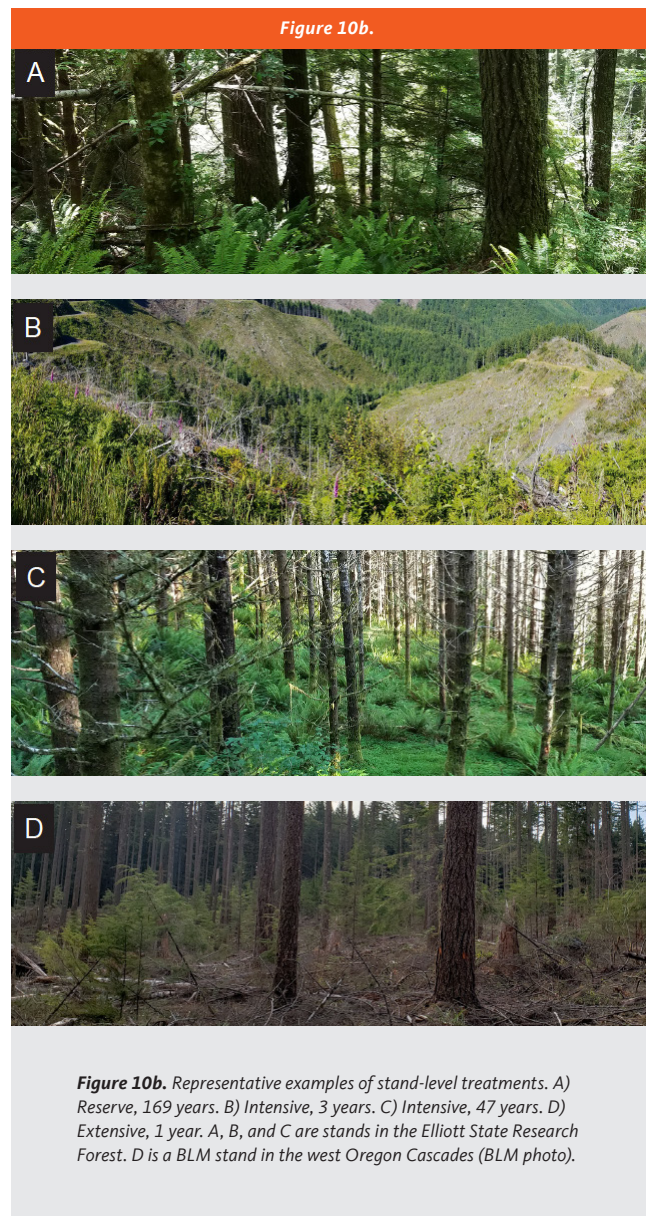 Figure 10b.
A
B
C
D
Figure 10b. Representative examples of stand-level treatments. A)
Reserve, 169 years. B) Intensive, 3 years. C) Intensive, 47 years. D)
Extensive, 1 year. A, B, and C are stands in the Elliott State Research
Forest. D is a BLM stand in the west Oregon Cascades (BLM photo).